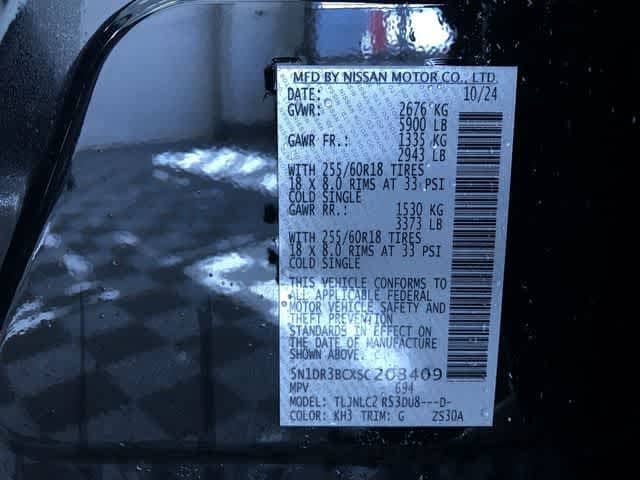 MFD BY NISSAN MOTOR CO., LTD.
DATE: 10/24
GVWR: 2676 KG
5900 LB
GAWR FR.: 1335 KG
2943 LB
WITH 255/60R18 TIRES
18 X 8.0 RIMS AT 33 PSI
COLD SINGLE
GAWR RR.: 1530 KG
3373 LB
WITH 255/60R18 TIRES
18 X 8.0 RIMS AT 33 PSI
COLD SINGLE
THIS VEHICLE CONFORMS TO
ALL APPLICABLE FEDERAL
MOTOR VEHICLE SAFETY AND
THEFT PREVENTION
STANDARDS IN EFFECT ON
THE DATE OF MANUFACTURE
SHOWN ABOVE.
5N1DR3BCXSC203409
MPV 694
MODEL: TLJNLC2 RS3DU8---D-
COLOR: KH3 TRIM: G ZS30A